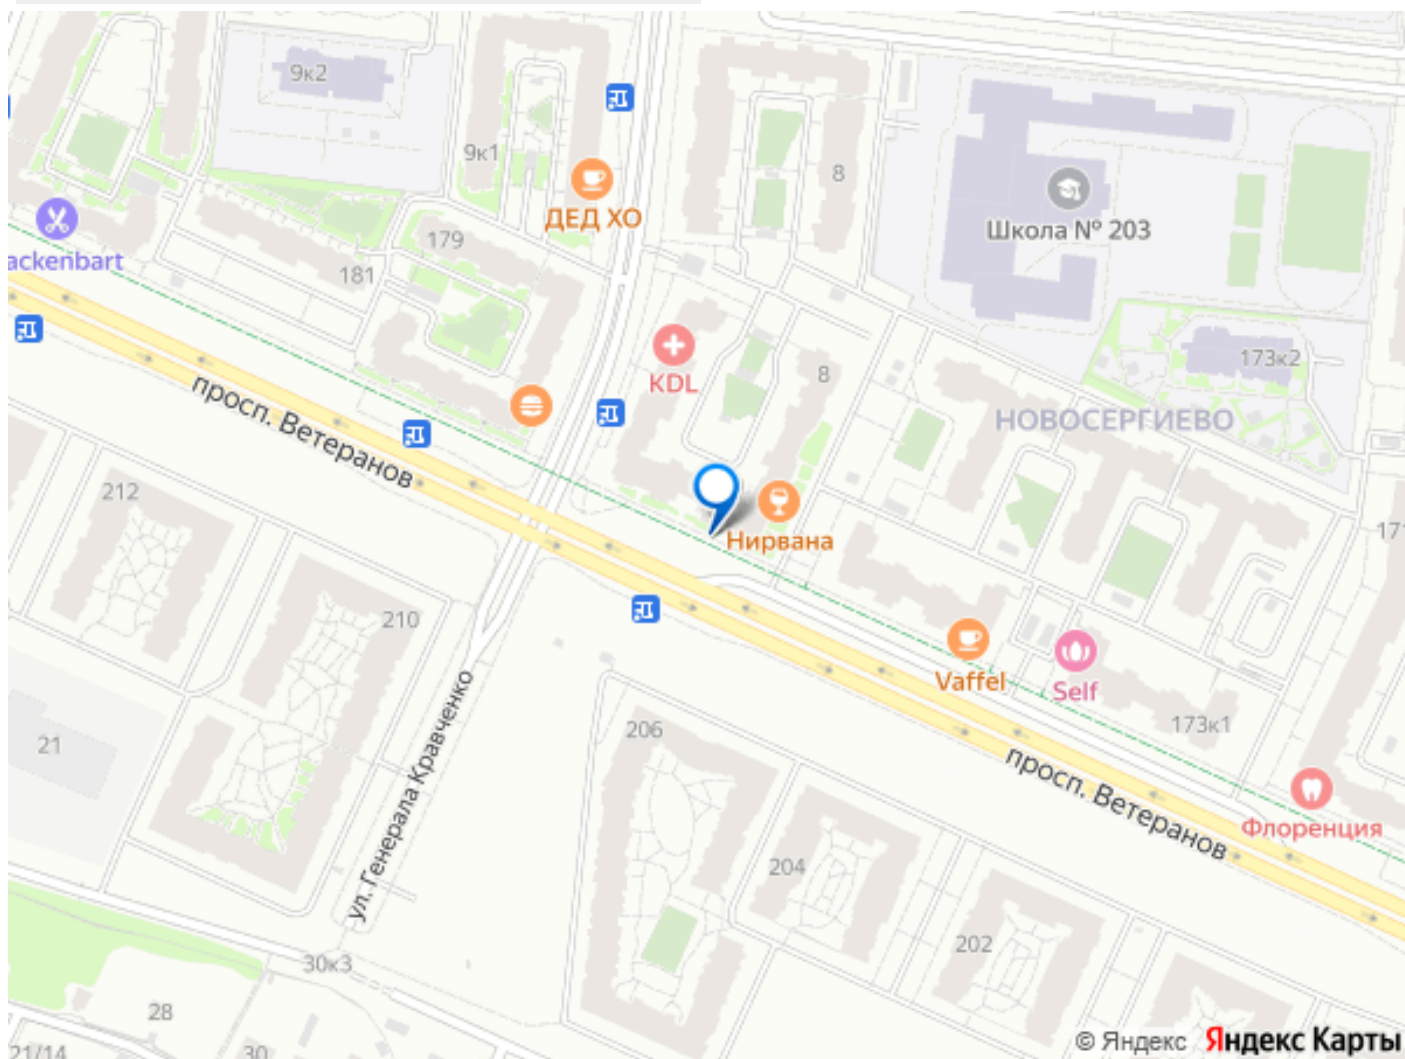 9к2
9к1
ДЕД ХО
8
Школа № 203
179
181
ackenbart
KDL
8
173к2
НОВОСЕРГИЕВО
просп. Ветеранов
212
Нирвана
171
210
Vaffel
Self
173к1
206
21
ул. Генерала Кравченко
просп. Ветеранов
Флоренция
204
202
30к3
28
21/14
30
© Яндекс Яндекс Карты